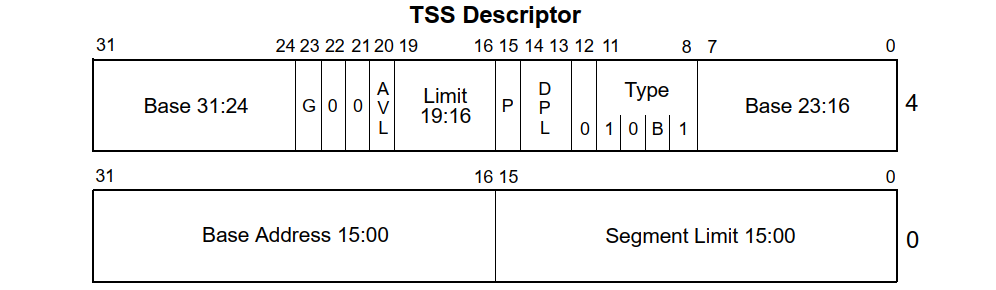 TSS Descriptor
31 24 23 22 21 20 19 16 15 14 13 12 11 8 7 0
Base 31:24 G 0 0 AVL Limit 19:16 P DPL 0 Type 1 0 B 1 Base 23:16 4
31 16 15 0
Base Address 15:00 Segment Limit 15:00 0